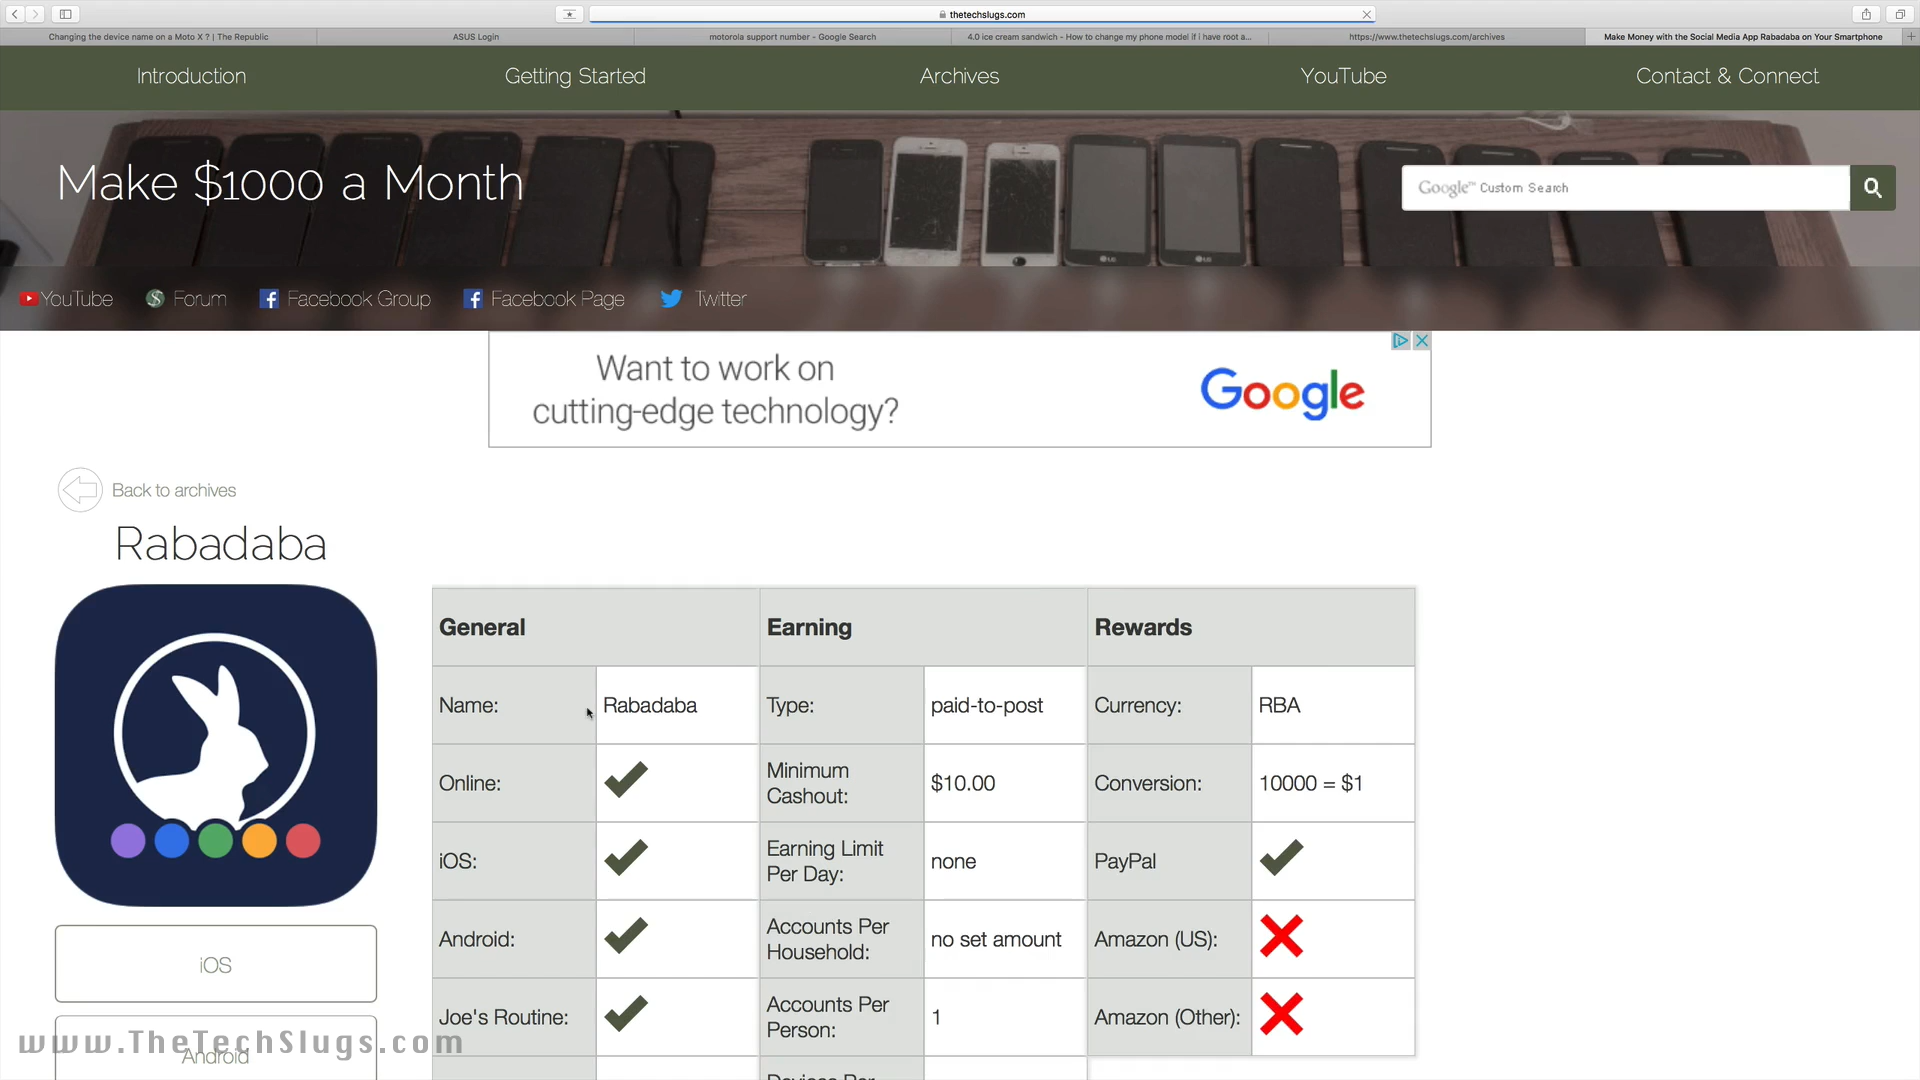 thetechslugs.com
Changing the device name on a Moto X ? | The Republic
ASUS Login
motorola support number - Google Search
4.0 ice cream sandwich - How to change my phone model if i have root a...
https://www.thetechslugs.com/archives
Make Money with the Social Media App Rabadaba on Your Smartphone
Introduction
Getting Started
Archives
YouTube
Contact & Connect
Make $1000 a Month
Google™ Custom Search
YouTube
Forum
Facebook Group
Facebook Page
Twitter
Want to work on
cutting-edge technology?
Google
Back to archives
Rabadaba
General
Earning
Rewards
Name:
Rabadaba
Type:
paid-to-post
Currency:
RBA
Online:
Minimum
Cashout:
$10.00
Conversion:
10000 = $1
iOS:
Earning Limit
Per Day:
none
PayPal
Android:
Accounts Per
Household:
no set amount
Amazon (US):
Joe's Routine:
Accounts Per
Person:
1
Amazon (Other):
iOS
Android
www.TheTechSlugs.com